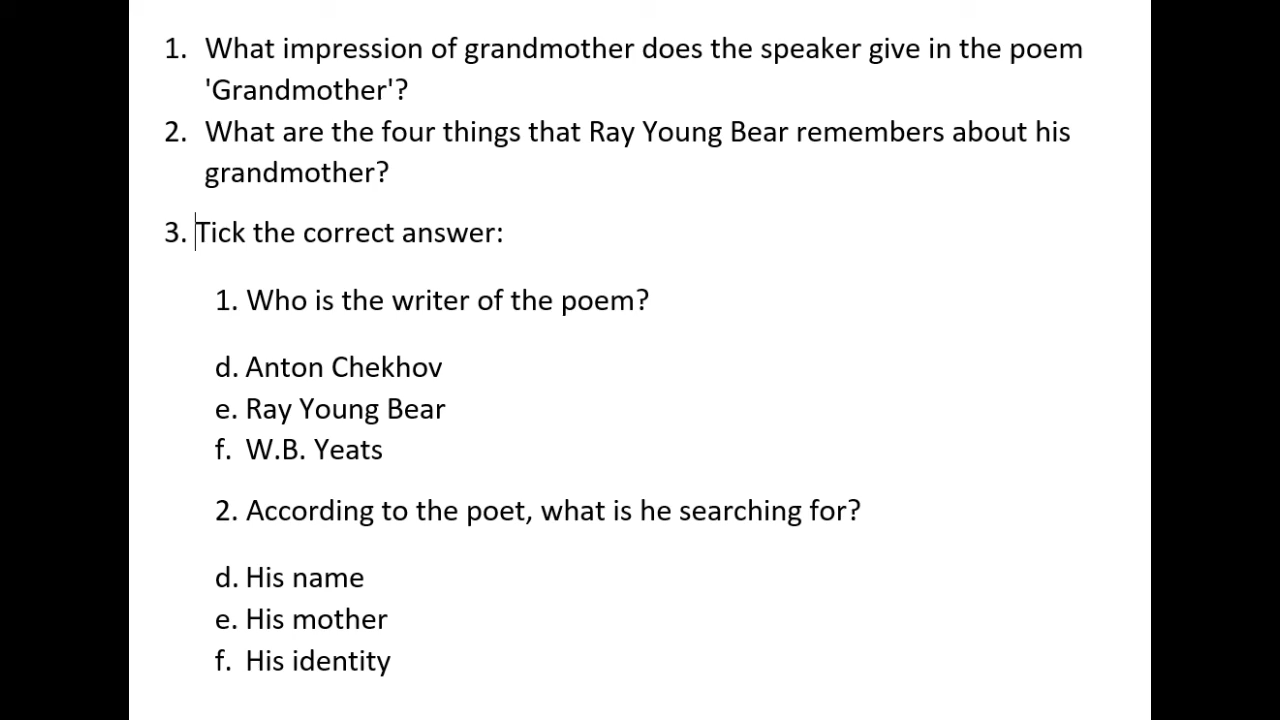 1. What impression of grandmother does the speaker give in the poem
'Grandmother'?
2. What are the four things that Ray Young Bear remembers about his
grandmother?
3. Tick the correct answer:
1. Who is the writer of the poem?
d. Anton Chekhov
e. Ray Young Bear
f. W.B. Yeats
2. According to the poet, what is he searching for?
d. His name
e. His mother
f. His identity